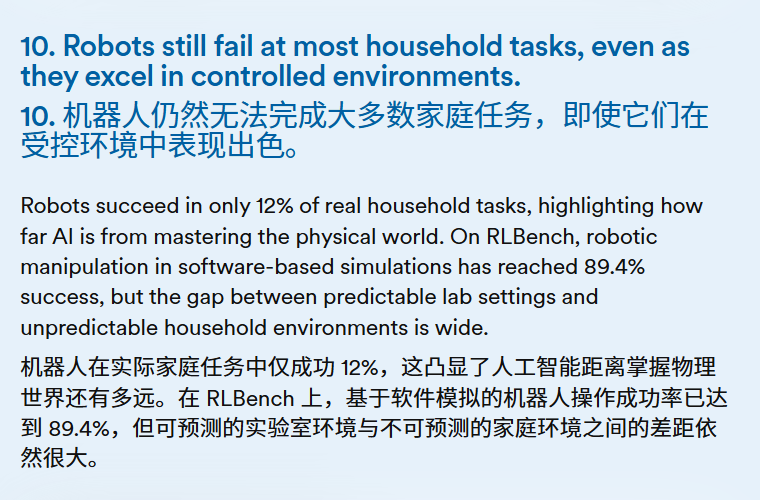 10. Robots still fail at most household tasks, even as
they excel in controlled environments.
10. 机器人仍然无法完成大多数家庭任务，即使它们在
受控环境中表现出色。
Robots succeed in only 12% of real household tasks, highlighting how
far AI is from mastering the physical world. On RLBench, robotic
manipulation in software-based simulations has reached 89.4%
success, but the gap between predictable lab settings and
unpredictable household environments is wide.
机器人在实际家庭任务中仅成功 12%，这凸显了人工智能距离掌握物理
世界还有多远。在 RLBench 上，基于软件模拟的机器人操作成功率已达
到 89.4%，但可预测的实验室环境与不可预测的家庭环境之间的差距依
然很大。